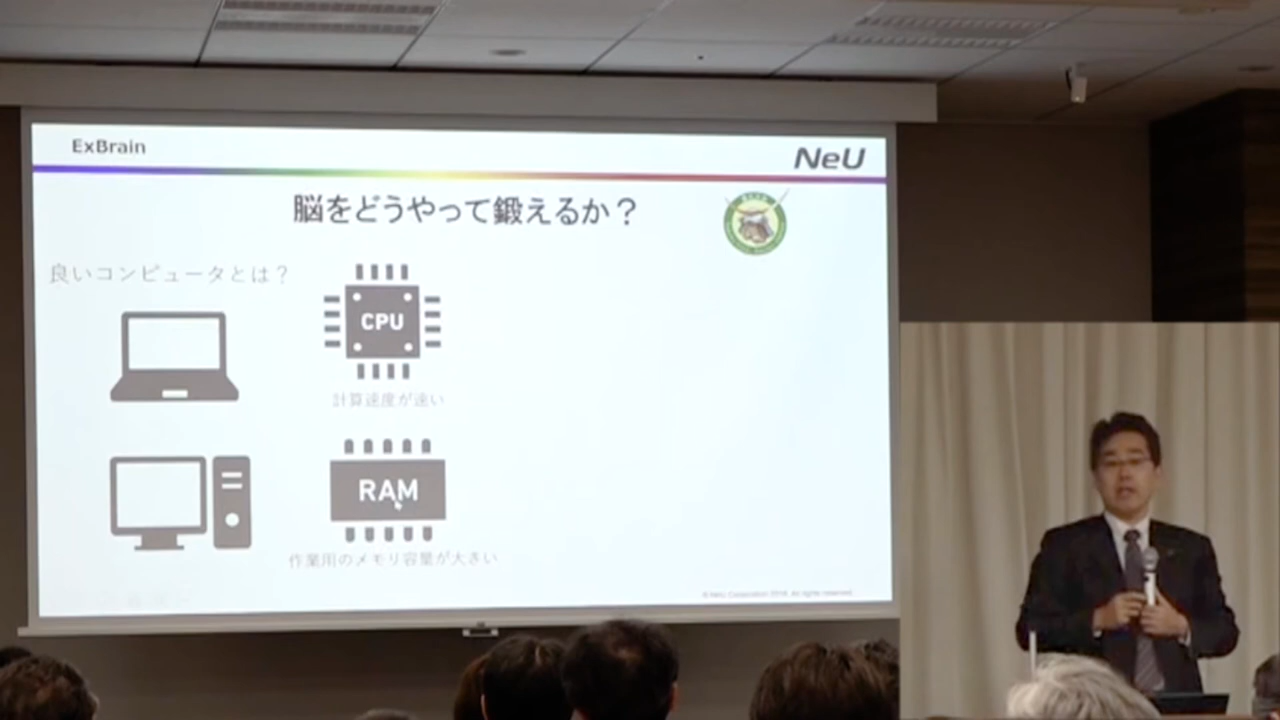 ExBrain
NeU
脳をどうやって鍛えるか？
良いコンピュータとは？
CPU
計算速度が速い
RAM
作業用のメモリ容量が大きい